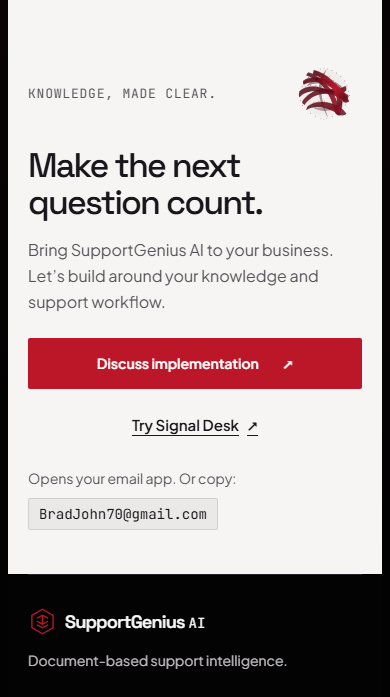 KNOWLEDGE, MADE CLEAR.
Make the next
question count.
Bring SupportGenius AI to your business.
Let's build around your knowledge and
support workflow.
Discuss implementation ↗
Try Signal Desk ↗
Opens your email app. Or copy:
BradJohn70@gmail.com
SupportGenius AI
Document-based support intelligence.